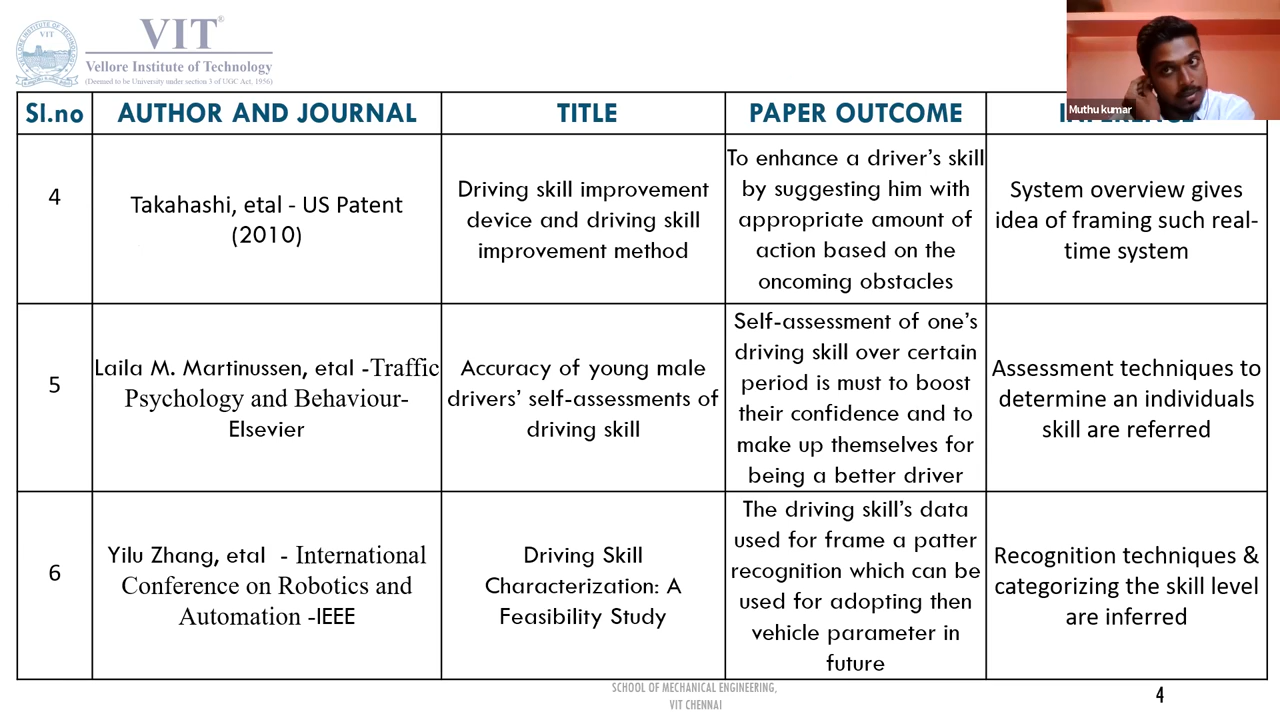 VIT®
Vellore Institute of Technology
(Deemed to be University under section 3 of UGC Act, 1956)
Muthu kumar
Sl.no AUTHOR AND JOURNAL TITLE PAPER OUTCOME
4
Takahashi, etal - US Patent
(2010)
Driving skill improvement
device and driving skill
improvement method
To enhance a driver’s skill
by suggesting him with
appropriate amount of
action based on the
oncoming obstacles
System overview gives
idea of framing such real-
time system
5
Laila M. Martinussen, etal -Traffic
Psychology and Behaviour-
Elsevier
Accuracy of young male
drivers’ self-assessments of
driving skill
Self-assessment of one’s
driving skill over certain
period is must to boost
their confidence and to
make up themselves for
being a better driver
Assessment techniques to
determine an individuals
skill are referred
6
Yilu Zhang, etal - International
Conference on Robotics and
Automation -IEEE
Driving Skill
Characterization: A
Feasibility Study
The driving skill’s data
used for frame a patter
recognition which can be
used for adopting then
vehicle parameter in
future
Recognition techniques &
categorizing the skill level
are inferred
SCHOOL OF MECHANICAL ENGINEERING,
VIT CHENNAI
4